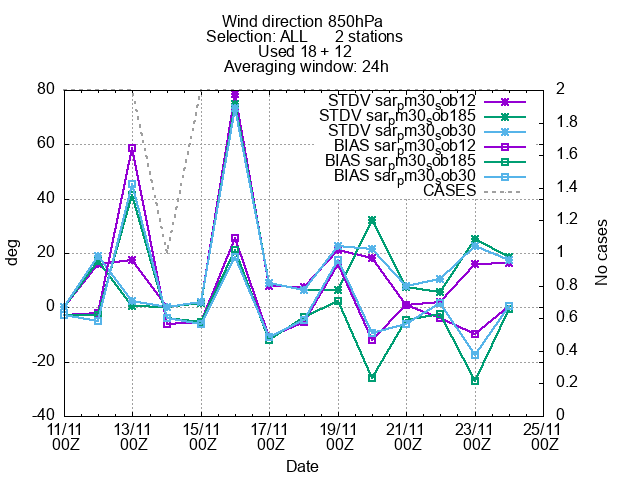 Wind direction 850hPa
Selection: ALL 2 stations
Used 18 + 12
Averaging window: 24h
STDV sar_pm30_sob12
STDV sar_pm30_sob185
STDV sar_pm30_sob30
BIAS sar_pm30_sob12
BIAS sar_pm30_sob185
BIAS sar_pm30_sob30
CASES
80
60
40
20
0
-20
-40
deg
2
1.8
1.6
1.4
1.2
1
0.8
0.6
0.4
0.2
0
No cases
11/11 13/11 15/11 17/11 19/11 21/11 23/11 25/11
00Z 00Z 00Z 00Z 00Z 00Z 00Z 00Z
Date